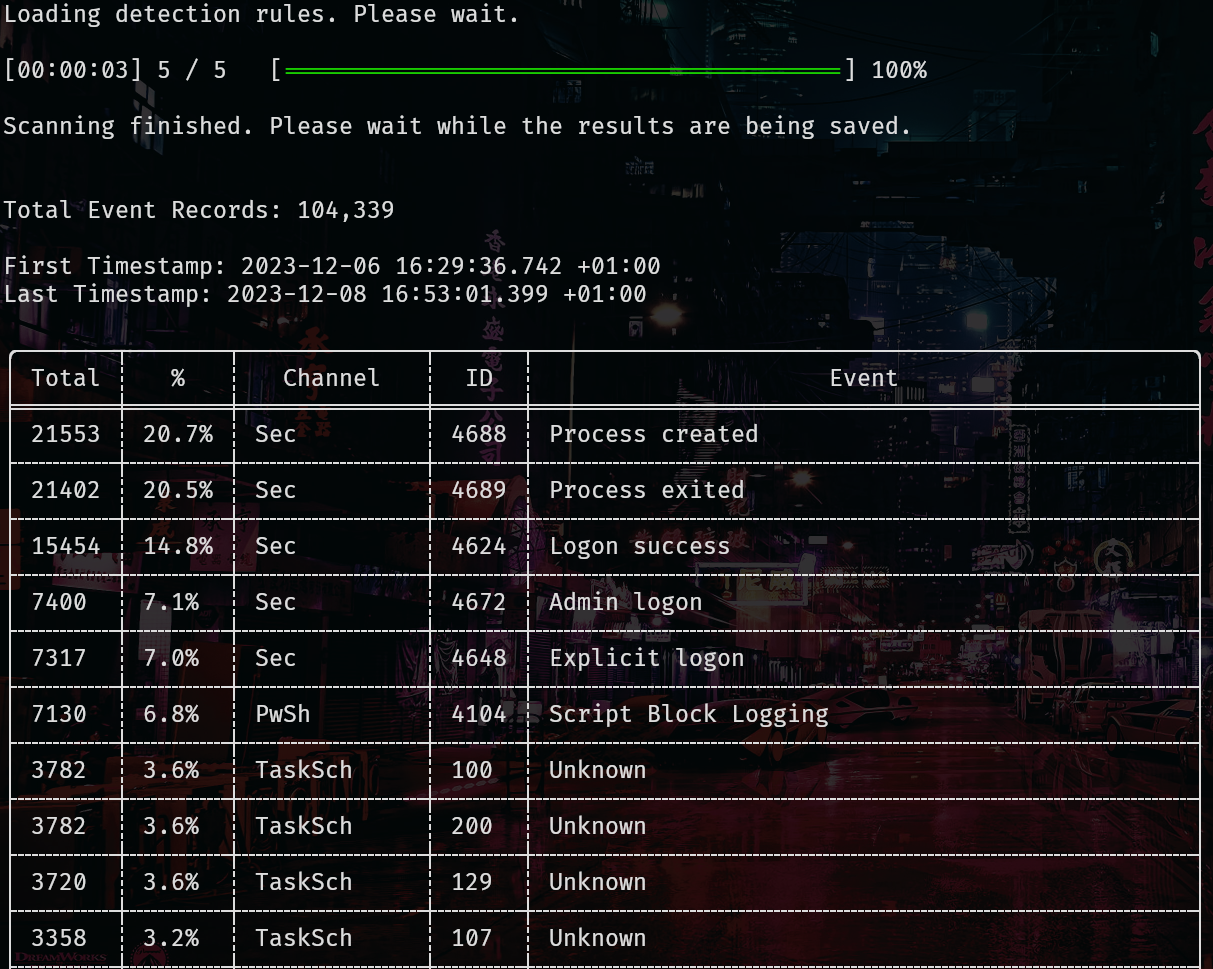 Loading detection rules. Please wait.
[00:00:03] 5 / 5 [========================================] 100%
Scanning finished. Please wait while the results are being saved.
Total Event Records: 104,339
First Timestamp: 2023-12-06 16:29:36.742 +01:00
Last Timestamp: 2023-12-08 16:53:01.399 +01:00
Total % Channel ID Event
21553 20.7% Sec 4688 Process created
21402 20.5% Sec 4689 Process exited
15454 14.8% Sec 4624 Logon success
7400 7.1% Sec 4672 Admin logon
7317 7.0% Sec 4648 Explicit logon
7130 6.8% PwSh 4104 Script Block Logging
3782 3.6% TaskSch 100 Unknown
3782 3.6% TaskSch 200 Unknown
3720 3.6% TaskSch 129 Unknown
3358 3.2% TaskSch 107 Unknown
DREAMWORKS